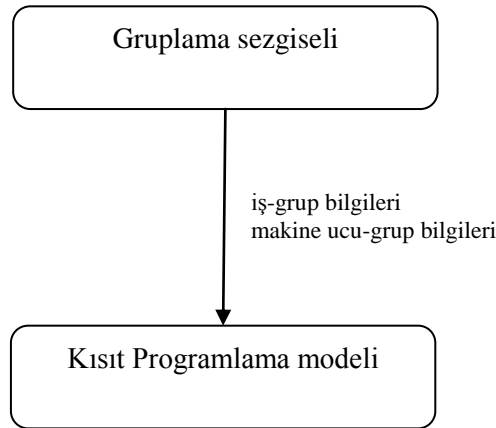 Gruplama sezgiseli
iş-grup bilgileri
makine ucu-grup bilgileri
Kısıt Programlama modeli